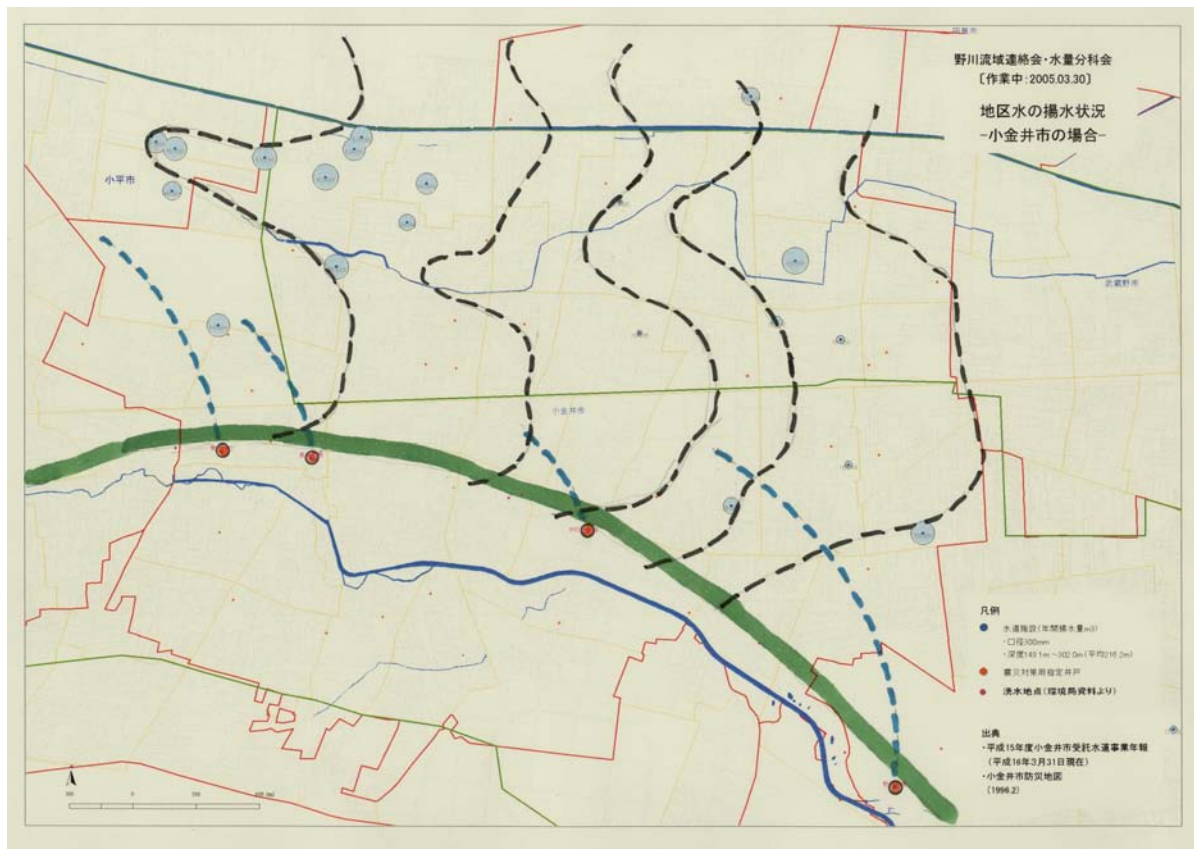 野川流域連絡会・水量分科会
〔作業中：2005.03.30〕
地区水の揚水状況
-小金井市の場合-
小平市
武蔵野市
小金井市
凡例
水道施設（年間揚水量m3）
・口径300mm
震災対策用指定井戸
湧水地点（環境局資料より）
出典
・平成15年度小金井市受託水道事業年報
（平成16年3月31日現在）
・小金井市防災地図
（1996.2）